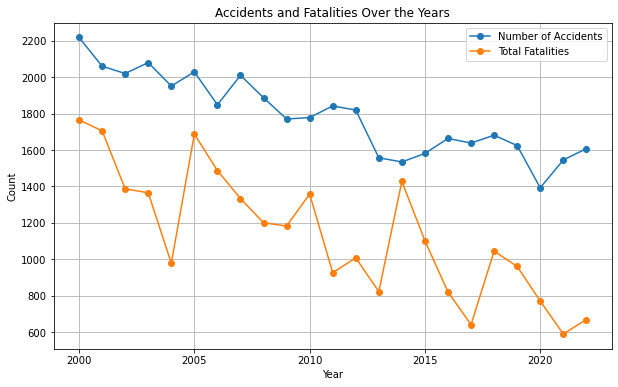 Accidents and Fatalities Over the Years
Number of Accidents
Total Fatalities
2200
2000
1800
1600
1400
1200
1000
800
600
Count
2000
2005
2010
2015
2020
Year